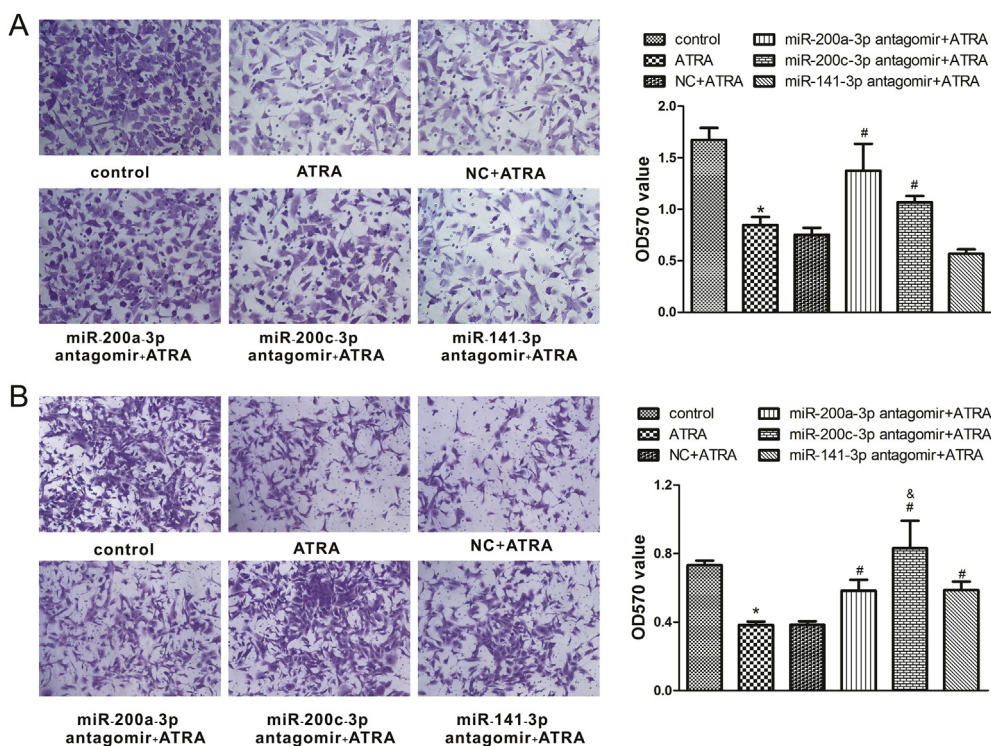 A
control
ATRA
NC+ATRA
miR-200a-3p
antagomir+ATRA
miR-200c-3p
antagomir+ATRA
miR-141-3p
antagomir+ATRA
control
ATRA
NC+ATRA
miR-200a-3p antagomir+ATRA
miR-200c-3p antagomir+ATRA
miR-141-3p antagomir+ATRA
OD570 value
2.0
1.5
1.0
0.5
0.0
*
#
#
B
control
ATRA
NC+ATRA
miR-200a-3p
antagomir+ATRA
miR-200c-3p
antagomir+ATRA
miR-141-3p
antagomir+ATRA
control
ATRA
NC+ATRA
miR-200a-3p antagomir+ATRA
miR-200c-3p antagomir+ATRA
miR-141-3p antagomir+ATRA
OD570 value
1.2
0.8
0.4
0.0
*
#
&
#
#